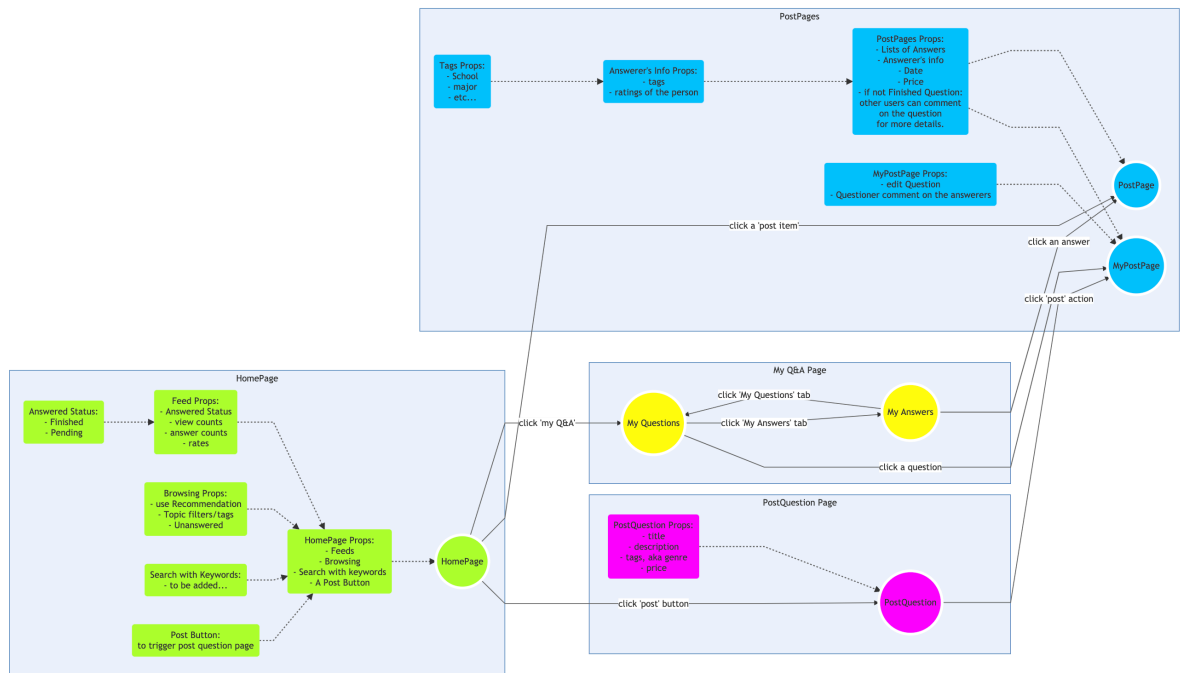 PostPages
Tags Props:
- School
- major
- etc...
Answerer's info Props:
- tags
- ratings of the person
PostPages Props:
- Lists of Answers
- Answerer's Info
- Date
- Price
- if not Finished Question:
other users can comment
on the question
for more details.
MyPostPage Props:
- edit Question
- Questioner comment on the answerers
PostPage
MyPostPage
click a 'post item'
click an answer
click 'post' action
HomePage
Answered Status:
- Finished
- Pending
Feed Props:
- Answered Status
- view counts
- answer counts
- rates
Browsing Props:
- use Recommendation
- Topic filters/tags
- Unanswered
Search with Keywords:
- to be added...
Post Button:
to trigger post question page
HomePage Props:
- Feeds
- Browsing
- Search with keywords
- A Post Button
HomePage
click 'my Q&A'
My Q&A Page
My Questions
click 'My Questions' tab
click 'My Answers' tab
My Answers
click a question
PostQuestion Page
PostQuestion Props:
- title
- description
- tags, aka genre
- price
click 'post' button
PostQuestion